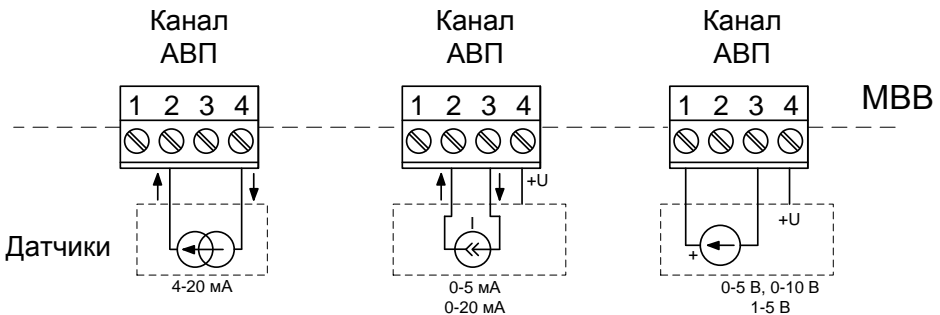 Канал
АВП
Канал
АВП
Канал
АВП
1 2 3 4
1 2 3 4
1 2 3 4
МВВ
+U
+U
I
+
Датчики
4-20 мА
0-5 мА
0-20 мА
0-5 В, 0-10 В
1-5 В